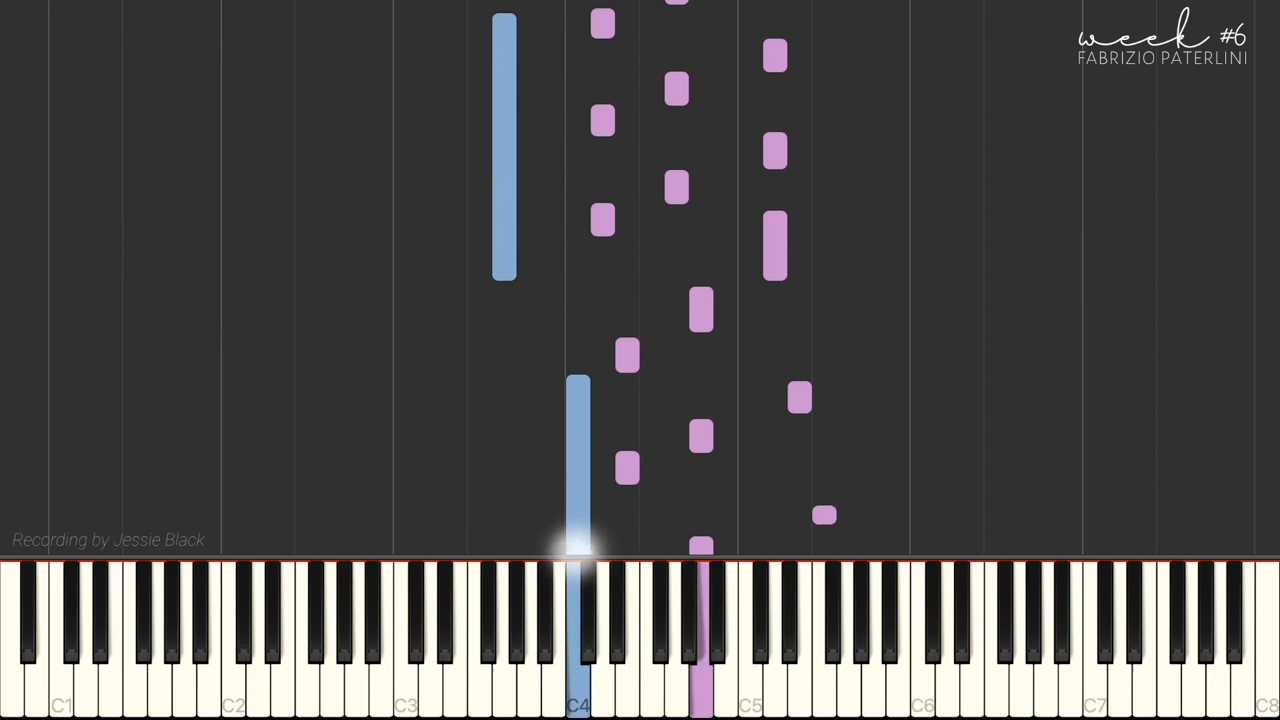 week #6
FABRIZIO PATERLINI
Recording by Jessie Black
C1 C2 C3 C4 C5 C6 C7 C8